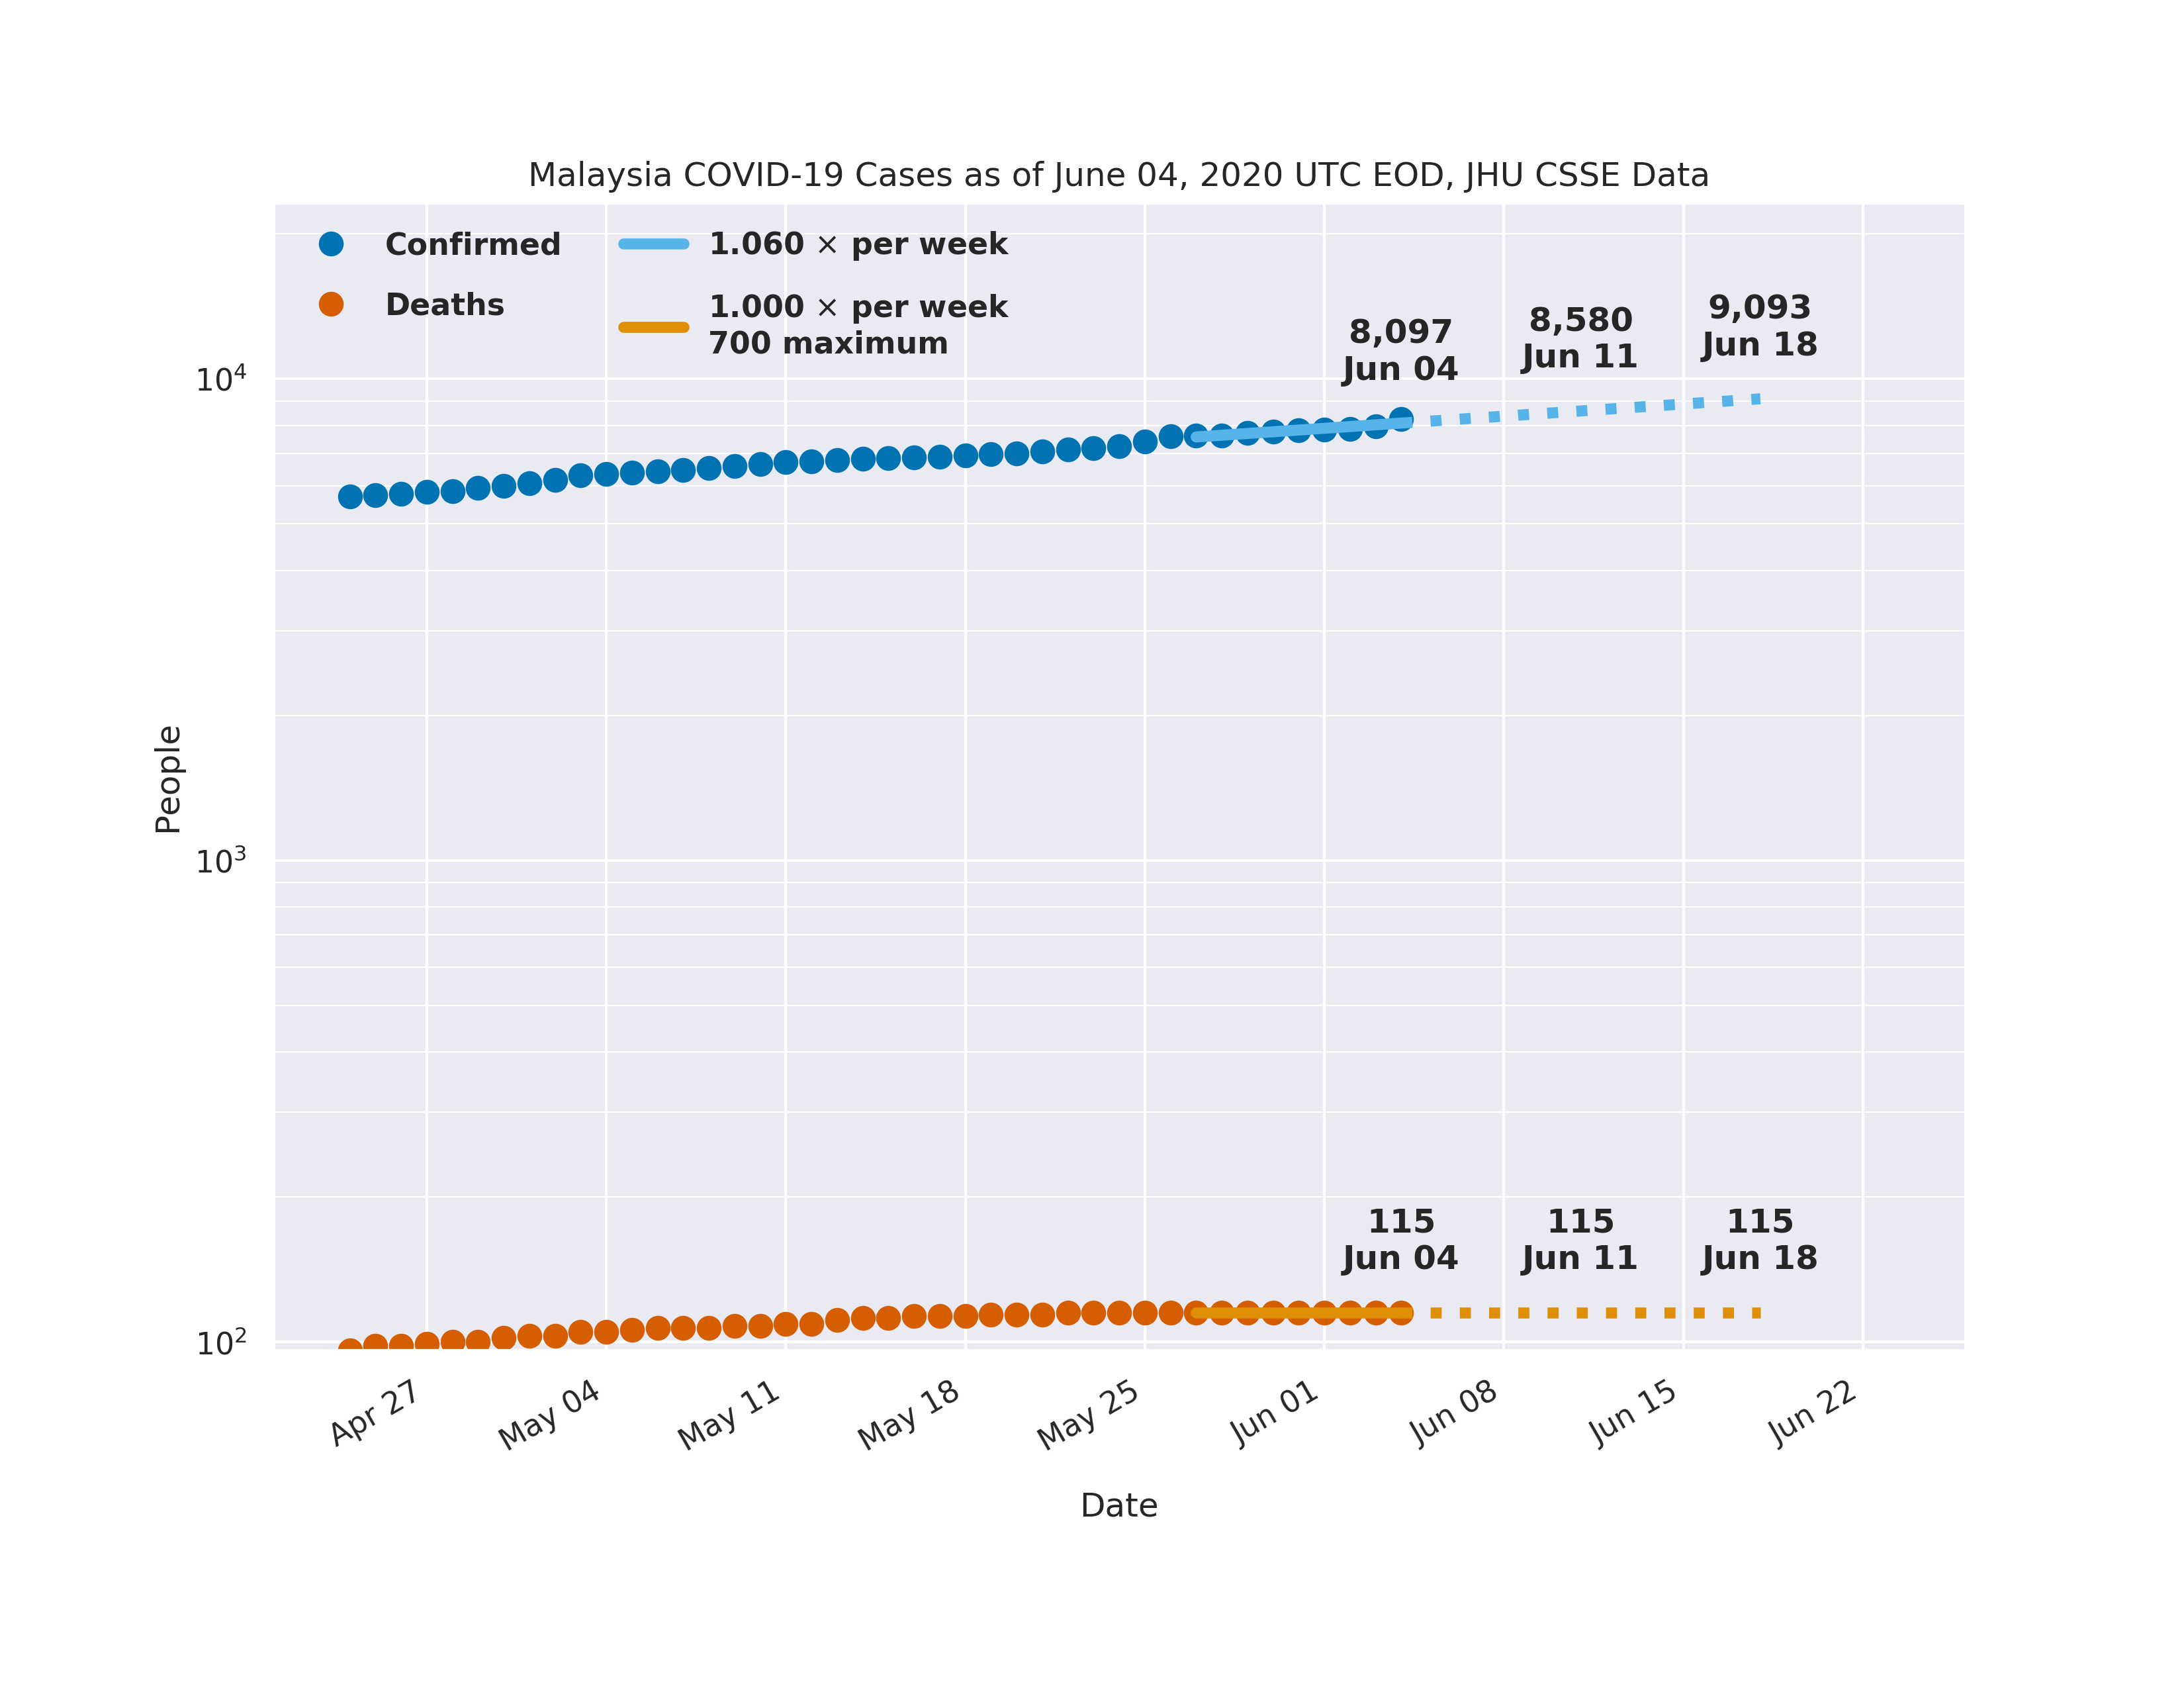 Malaysia COVID-19 Cases as of June 04, 2020 UTC EOD, JHU CSSE Data
Confirmed
Deaths
1.060 × per week
1.000 × per week
700 maximum
8,097
Jun 04
8,580
Jun 11
9,093
Jun 18
10⁴
10³
10²
People
115
Jun 04
115
Jun 11
115
Jun 18
Apr 27
May 04
May 11
May 18
May 25
Jun 01
Jun 08
Jun 15
Jun 22
Date